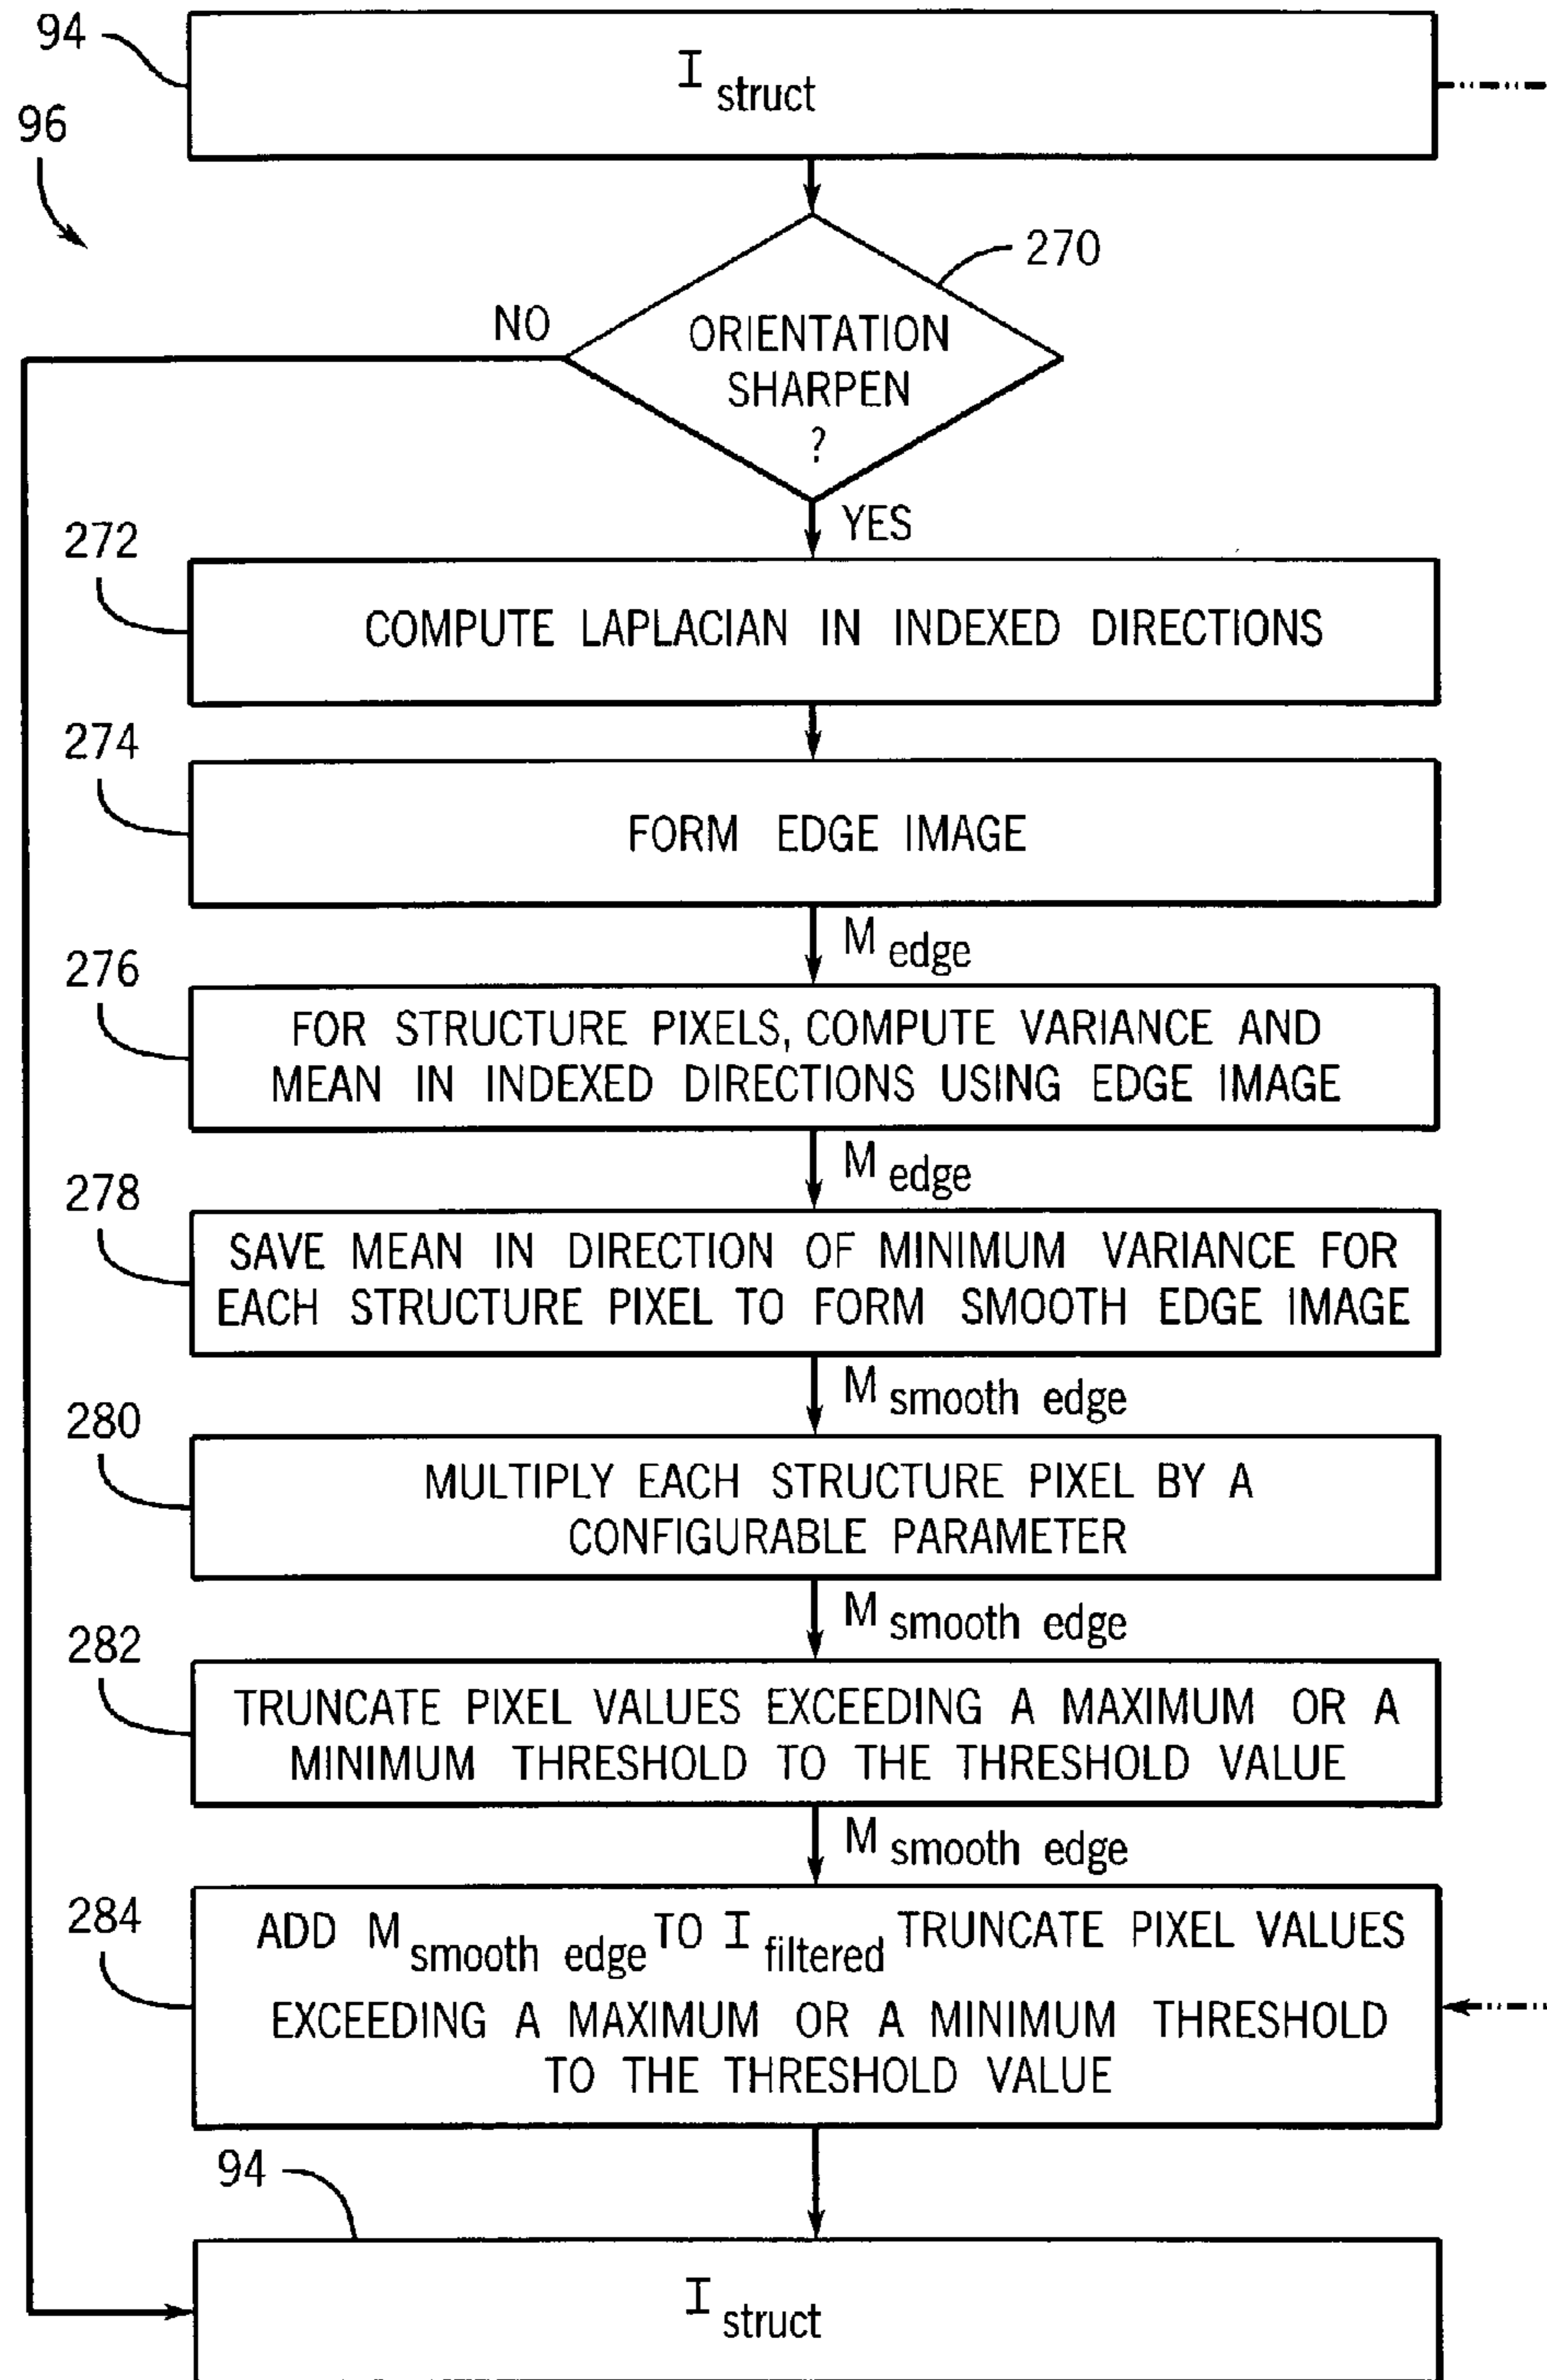 94
I struct
96
270
NO
ORIENTATION
SHARPEN
?
YES
272
COMPUTE LAPLACIAN IN INDEXED DIRECTIONS
274
FORM EDGE IMAGE
M edge
276
FOR STRUCTURE PIXELS, COMPUTE VARIANCE AND
MEAN IN INDEXED DIRECTIONS USING EDGE IMAGE
M edge
278
SAVE MEAN IN DIRECTION OF MINIMUM VARIANCE FOR
EACH STRUCTURE PIXEL TO FORM SMOOTH EDGE IMAGE
M smooth edge
280
MULTIPLY EACH STRUCTURE PIXEL BY A
CONFIGURABLE PARAMETER
M smooth edge
282
TRUNCATE PIXEL VALUES EXCEEDING A MAXIMUM OR A
MINIMUM THRESHOLD TO THE THRESHOLD VALUE
M smooth edge
284
ADD M smooth edge TO I filtered TRUNCATE PIXEL VALUES
EXCEEDING A MAXIMUM OR A MINIMUM THRESHOLD
TO THE THRESHOLD VALUE
94
I struct